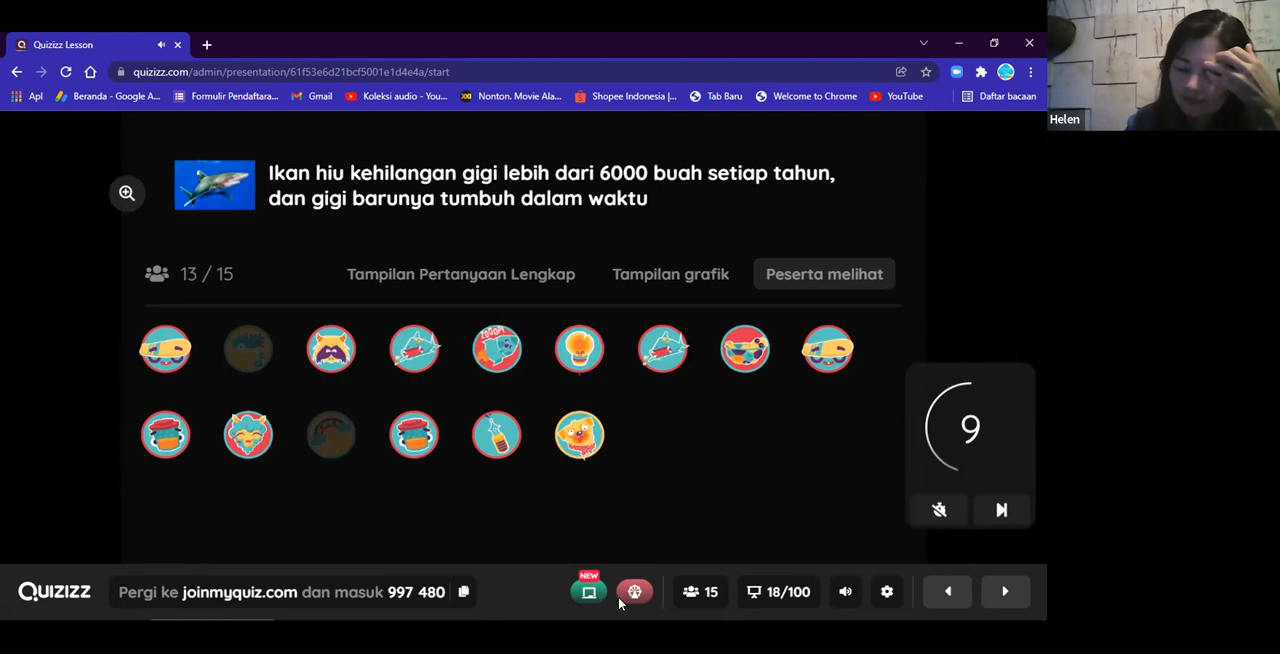 Quizizz Lesson
quizizz.com/admin/presentation/61f53e6d21bcf5001e1d4e4a/start
Apl
Beranda - Google A...
Formulir Pendaftara...
Gmail
Koleksi audio - You...
Nonton. Movie Ala...
Shopee Indonesia |...
Tab Baru
Welcome to Chrome
YouTube
Daftar bacaan
Helen
Ikan hiu kehilangan gigi lebih dari 6000 buah setiap tahun,
dan gigi barunya tumbuh dalam waktu
13 / 15
Tampilan Pertanyaan Lengkap
Tampilan grafik
Peserta melihat
ZOOOP!
9
QUIZIZZ
Pergi ke joinmyquiz.com dan masuk 997 480
NEW
15
18/100